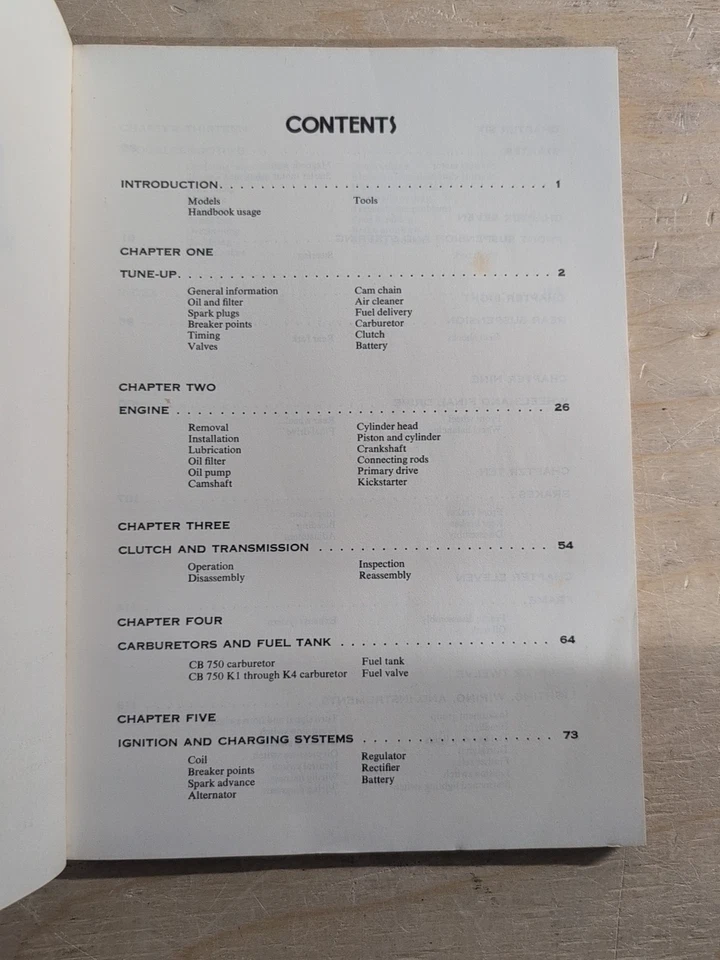 CONTENTS
INTRODUCTION. . . . . . . . . . . . . . . . . . . . . . . . . . . . . . . . 1
Models Tools
Handbook usage
CHAPTER ONE
TUNE-UP. . . . . . . . . . . . . . . . . . . . . . . . . . . . . . . . . . . . 2
General information Cam chain
Oil and filter Air cleaner
Spark plugs Fuel delivery
Breaker points Carburetor
Timing Clutch
Valves Battery
CHAPTER TWO
ENGINE . . . . . . . . . . . . . . . . . . . . . . . . . . . . . . . . . . . 26
Removal Cylinder head
Installation Piston and cylinder
Lubrication Crankshaft
Oil filter Connecting rods
Oil pump Primary drive
Camshaft Kickstarter
CHAPTER THREE
CLUTCH AND TRANSMISSION . . . . . . . . . . . . . . . . . . . . . 54
Operation Inspection
Disassembly Reassembly
CHAPTER FOUR
CARBURETORS AND FUEL TANK . . . . . . . . . . . . . . . . . . . 64
CB 750 carburetor Fuel tank
CB 750 K1 through K4 carburetor Fuel valve
CHAPTER FIVE
IGNITION AND CHARGING SYSTEMS . . . . . . . . . . . . . . . . . 73
Coil Regulator
Breaker points Rectifier
Spark advance Battery
Alternator